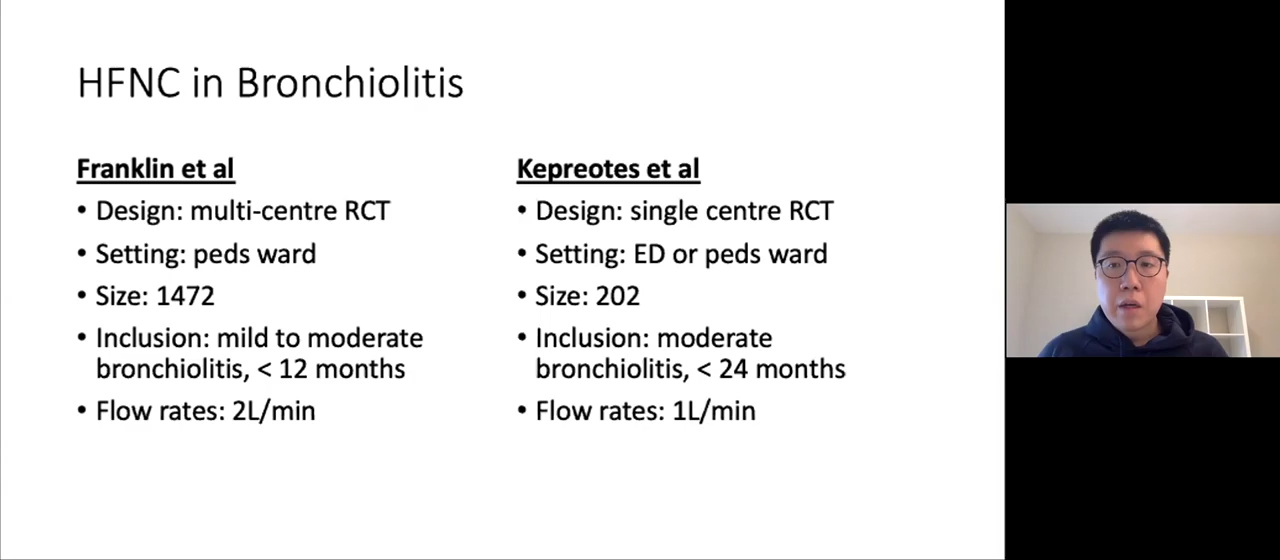 HFNC in Bronchiolitis
Franklin et al
• Design: multi-centre RCT
• Setting: peds ward
• Size: 1472
• Inclusion: mild to moderate
bronchiolitis, < 12 months
• Flow rates: 2L/min
Kepreotes et al
• Design: single centre RCT
• Setting: ED or peds ward
• Size: 202
• Inclusion: moderate
bronchiolitis, < 24 months
• Flow rates: 1L/min